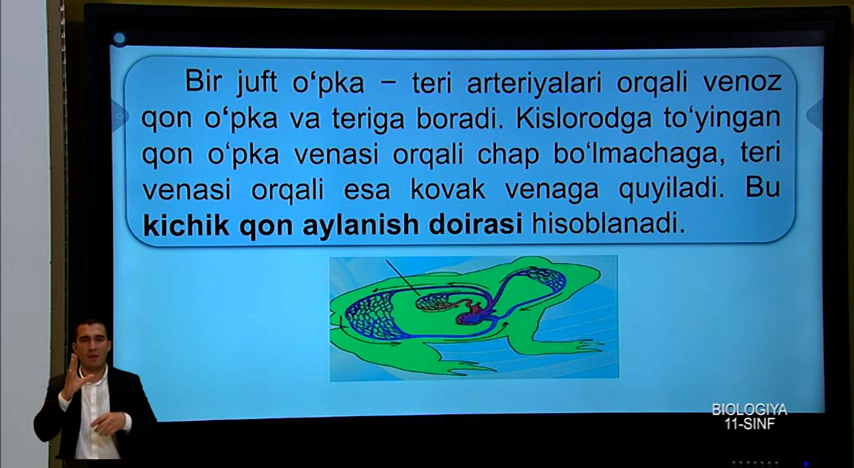 Bir juft o‘pka – teri arteriyalari orqali venoz
qon o‘pka va teriga boradi. Kislorodga to‘yingan
qon o‘pka venasi orqali chap bo‘lmachaga, teri
venasi orqali esa kovak venaga quyiladi. Bu
kichik qon aylanish doirasi hisoblanadi.
BIOLOGIYA
11-SINF